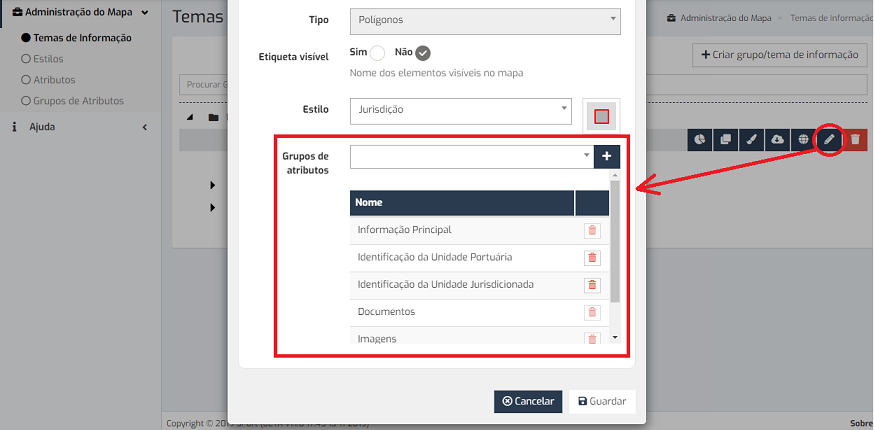 Administração do Mapa
Temas de Informação
Estilos
Atributos
Grupos de Atributos
Ajuda
Temas
Administração do Mapa
Temas de Informação
Criar grupo/tema de informação
Procurar
Tipo
Polígonos
Etiqueta visível
Sim
Não
Nome dos elementos visíveis no mapa
Estilo
Jurisdição
Grupos de
atributos
Nome
Informação Principal
Identificação da Unidade Portuária
Identificação da Unidade Jurisdicionada
Documentos
Imagens
Cancelar
Guardar
Copyright ©
Sobre